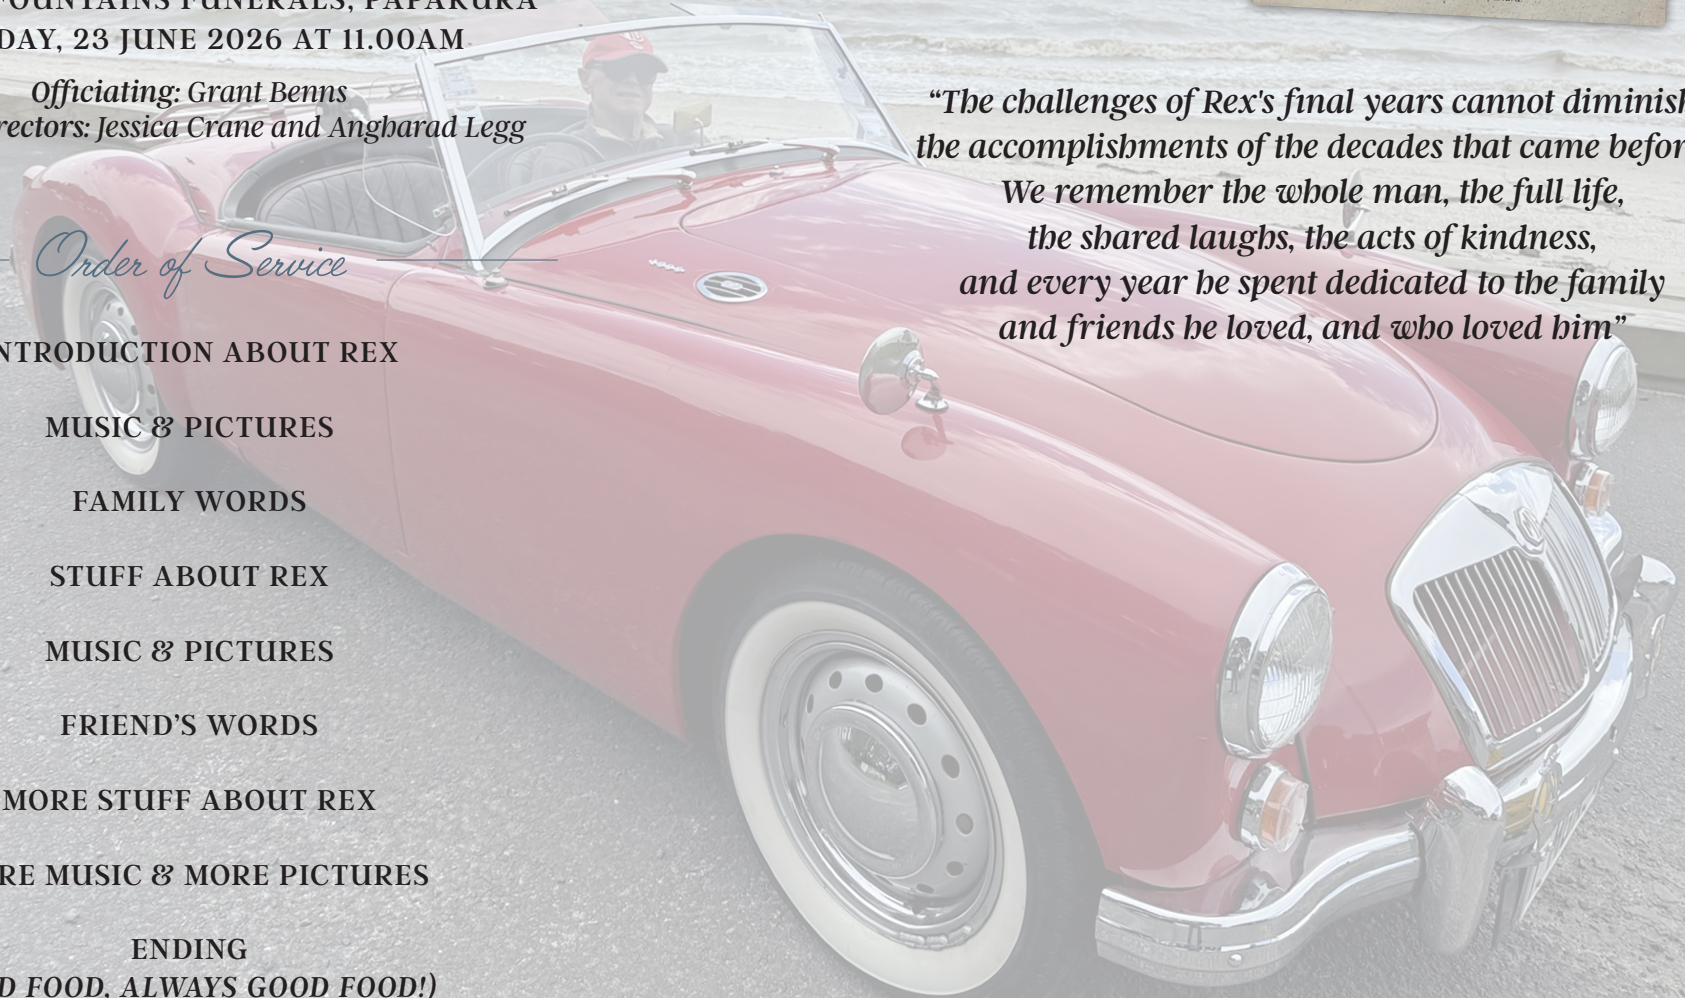 FOUNTAINS FUNERALS, PAPAKURA
DAY, 23 JUNE 2026 AT 11.00AM
Officiating: Grant Benns
rectors: Jessica Crane and Angharad Legg
Order of Service
NTRODUCTION ABOUT REX
MUSIC & PICTURES
FAMILY WORDS
STUFF ABOUT REX
MUSIC & PICTURES
FRIEND’S WORDS
MORE STUFF ABOUT REX
RE MUSIC & MORE PICTURES
ENDING
D FOOD, ALWAYS GOOD FOOD!)
“The challenges of Rex's final years cannot diminish
the accomplishments of the decades that came befor
We remember the whole man, the full life,
the shared laughs, the acts of kindness,
and every year he spent dedicated to the family
and friends he loved, and who loved him”